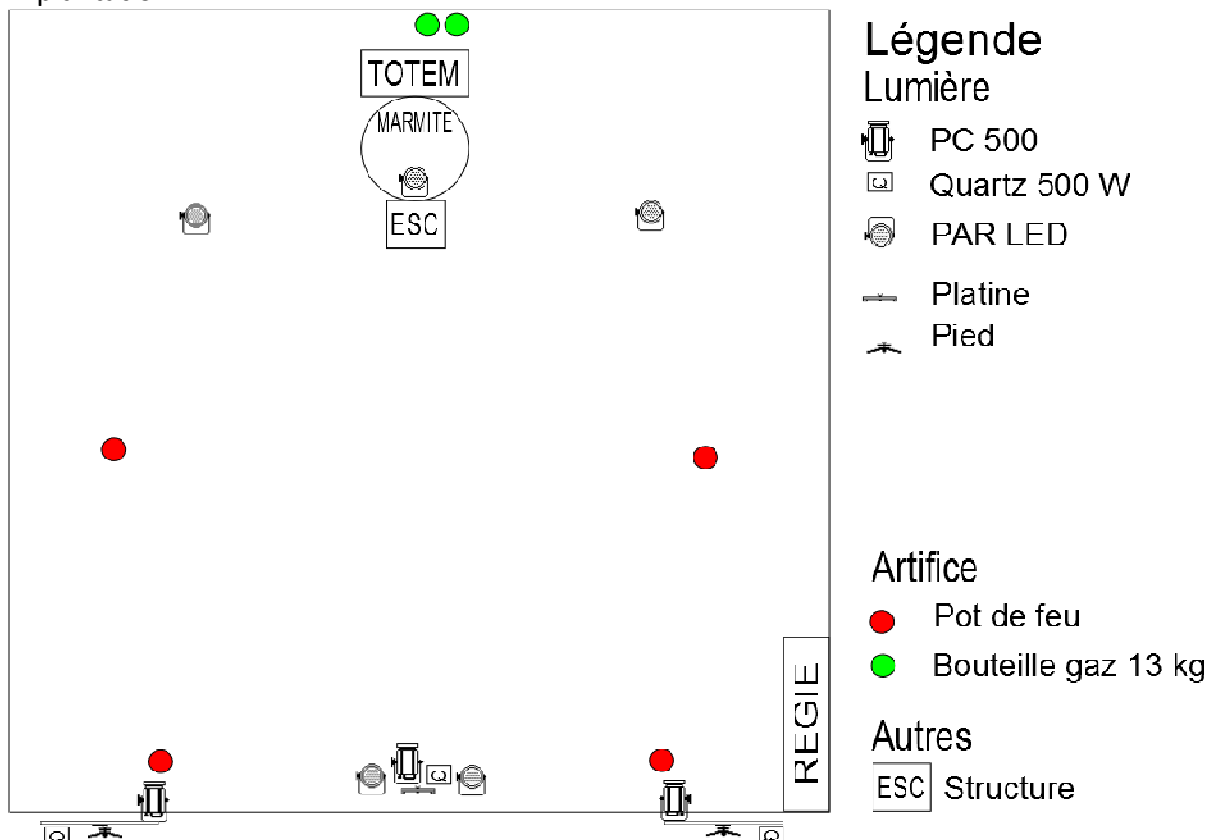 TOTEM
MARMITE
ESC
REGIE
Q
Q
Q
Légende
Lumière
PC 500
Q
Quartz 500 W
PAR LED
Platine
Pied
Artifice
Pot de feu
Bouteille gaz 13 kg
Autres
ESC
Structure